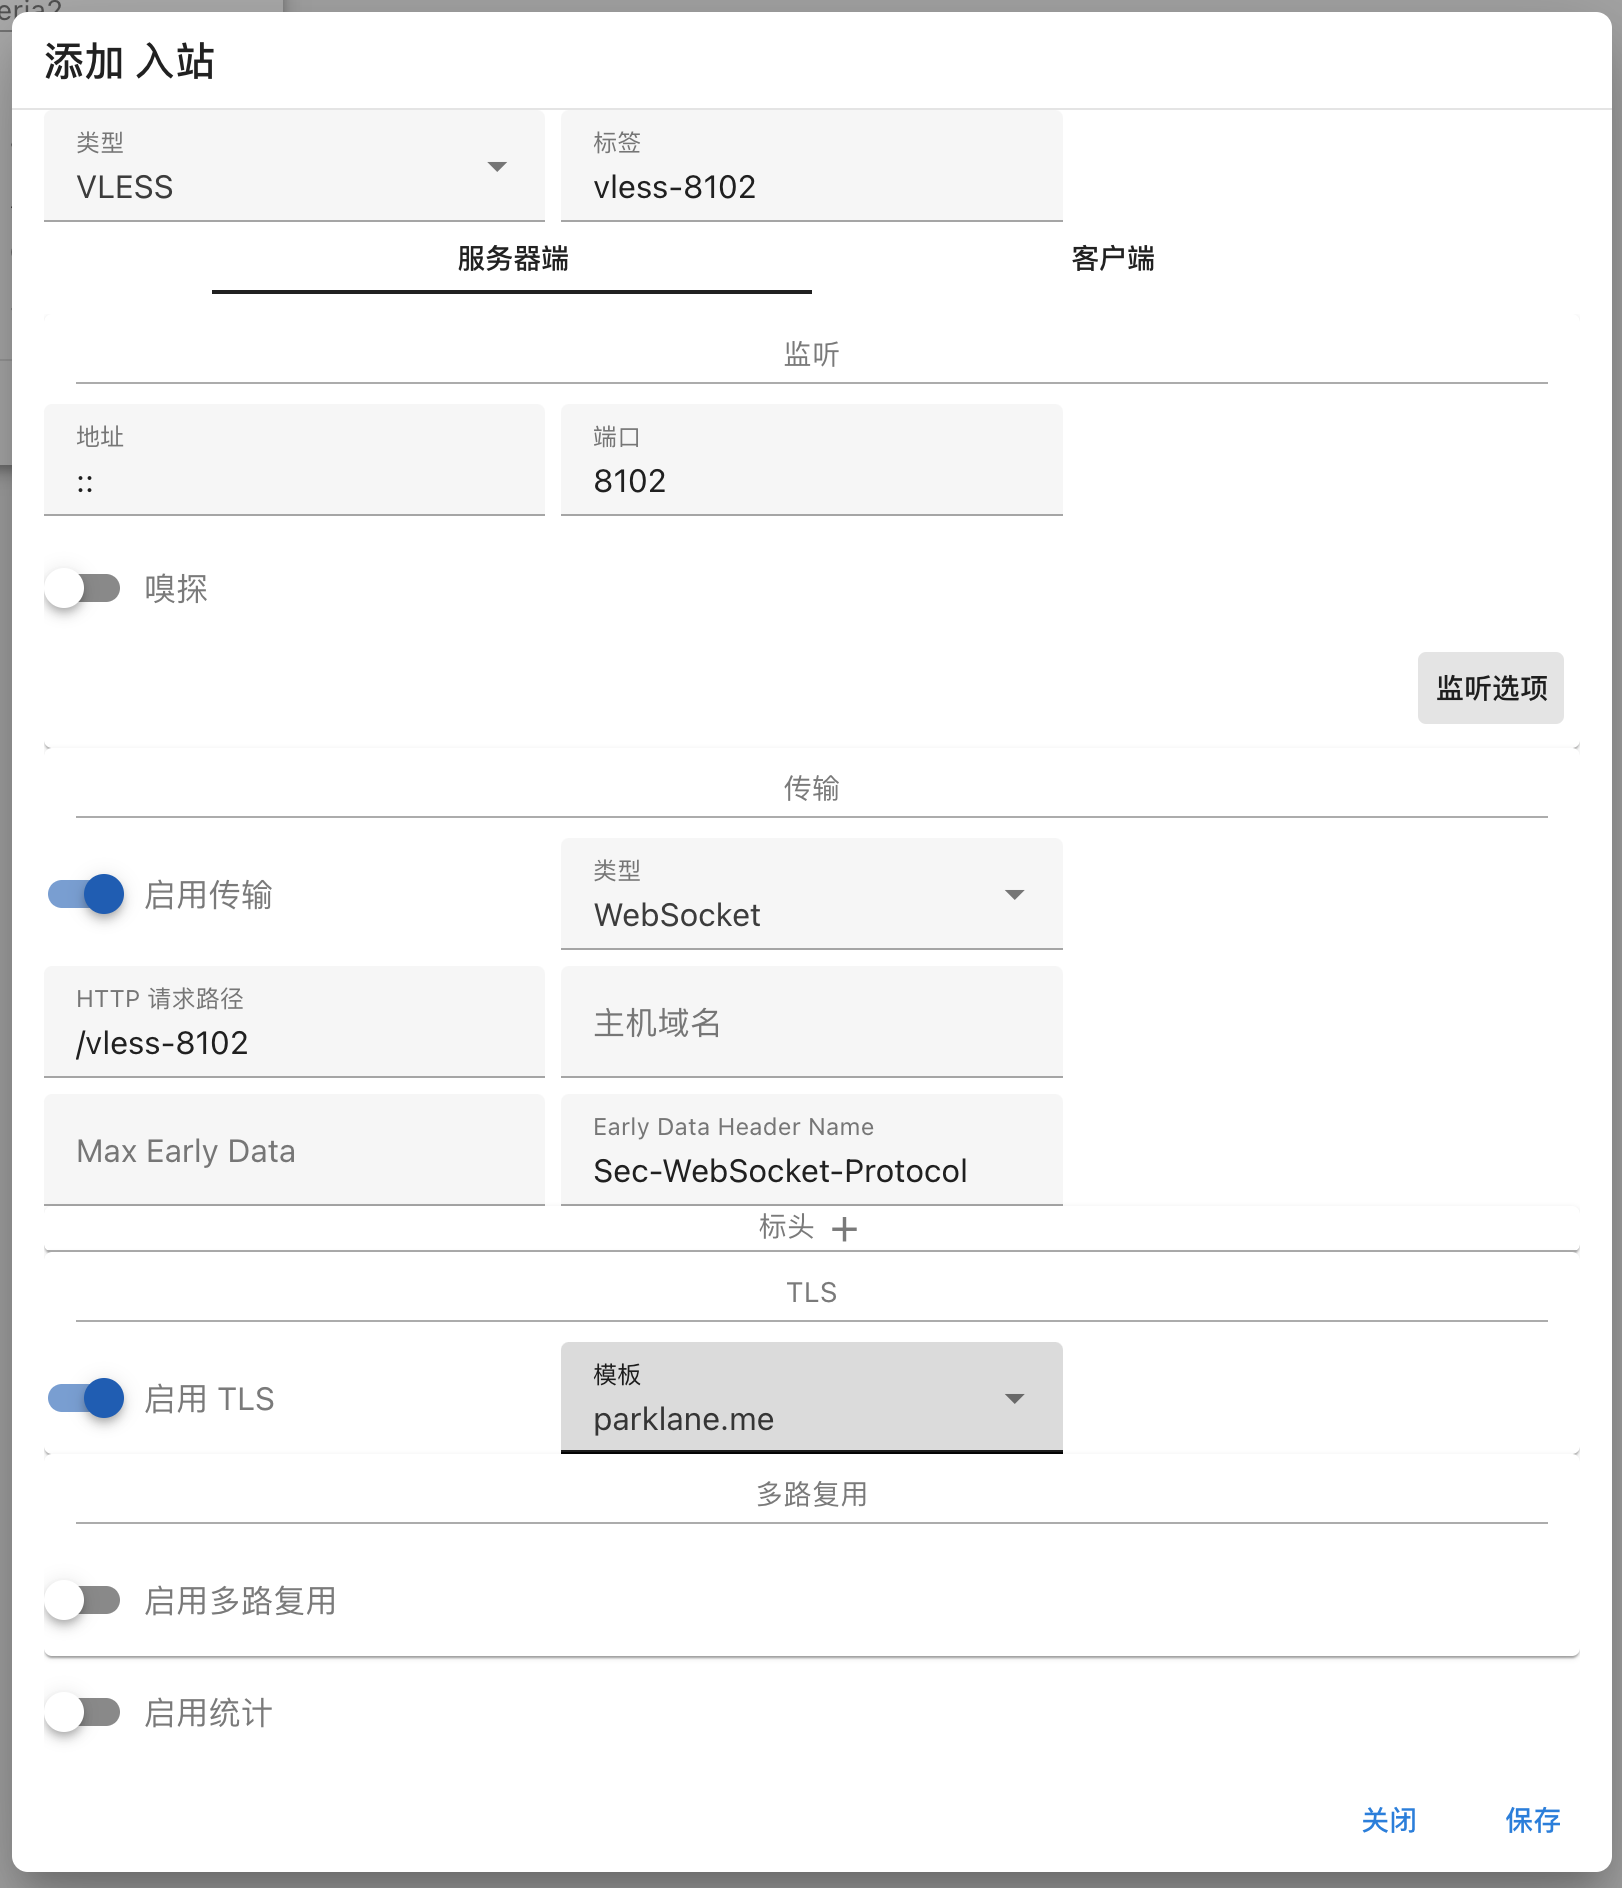 添加 入站
类型
VLESS
标签
vless-8102
服务器端
客户端
监听
地址
::
端口
8102
嗅探
监听选项
传输
启用传输
类型
WebSocket
HTTP 请求路径
/vless-8102
主机域名
Max Early Data
Early Data Header Name
Sec-WebSocket-Protocol
标头 +
TLS
启用 TLS
模板
parklane.me
多路复用
启用多路复用
启用统计
关闭
保存